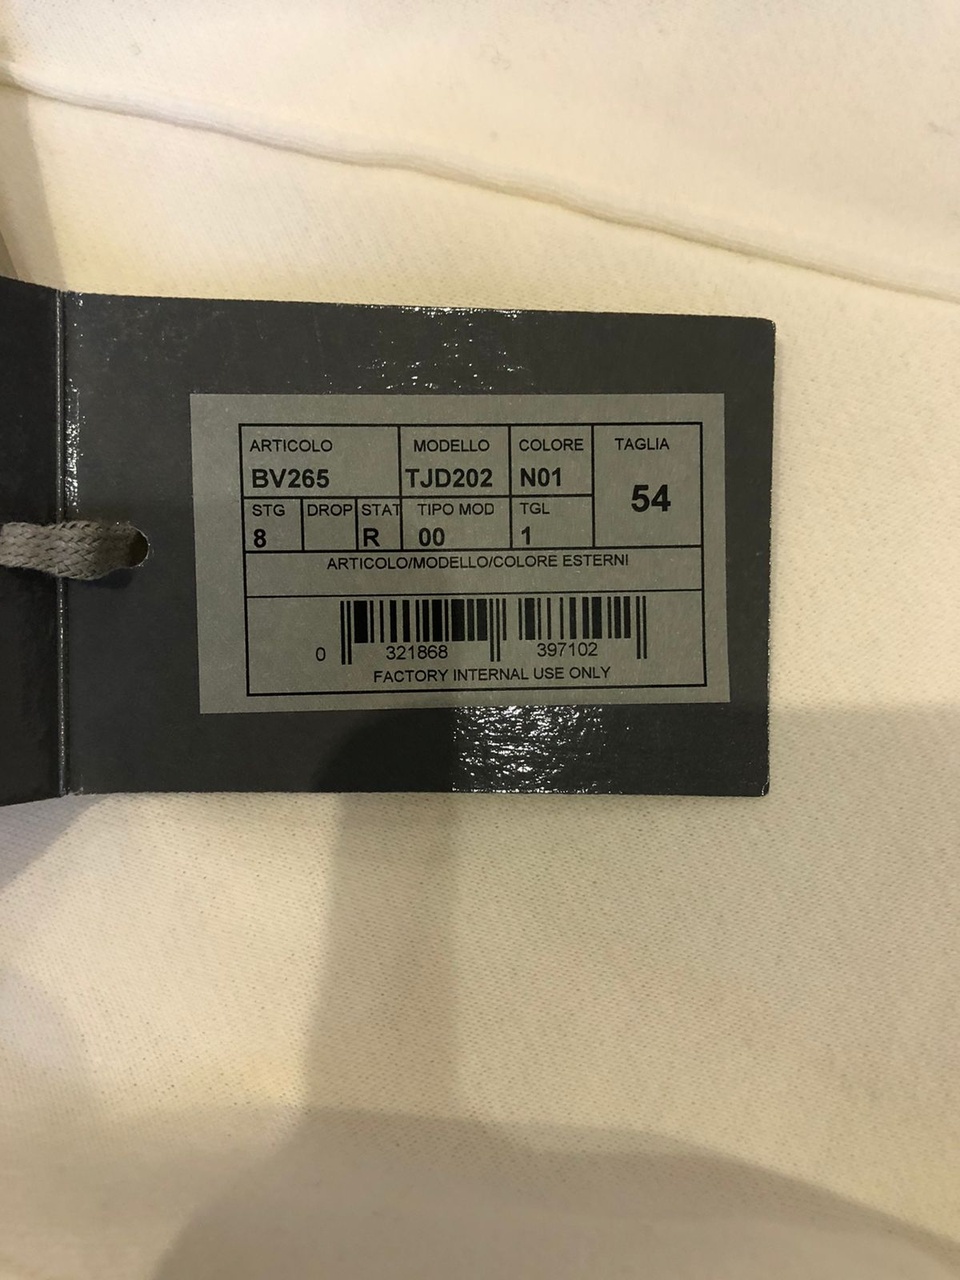 ARTICOLO MODELLO COLORE TAGLIA
BV265 TJD202 N01 54
STG DROP STAT TIPO MOD TGL
8 R 00 1
ARTICOLO/MODELLO/COLORE ESTERNI
0 321868 397102
FACTORY INTERNAL USE ONLY